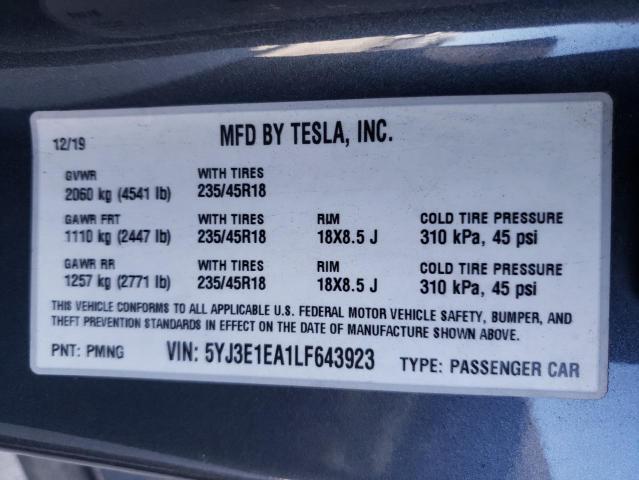 12/19 MFD BY TESLA, INC.
GVWR WITH TIRES
2060 kg (4541 lb) 235/45R18
GAWR FRT WITH TIRES RIM COLD TIRE PRESSURE
1110 kg (2447 lb) 235/45R18 18X8.5 J 310 kPa, 45 psi
GAWR RR WITH TIRES RIM COLD TIRE PRESSURE
1257 kg (2771 lb) 235/45R18 18X8.5 J 310 kPa, 45 psi
THIS VEHICLE CONFORMS TO ALL APPLICABLE U.S. FEDERAL MOTOR VEHICLE SAFETY, BUMPER, AND
THEFT PREVENTION STANDARDS IN EFFECT ON THE DATE OF MANUFACTURE SHOWN ABOVE.
PNT: PMNG VIN: 5YJ3E1EA1LF643923 TYPE: PASSENGER CAR